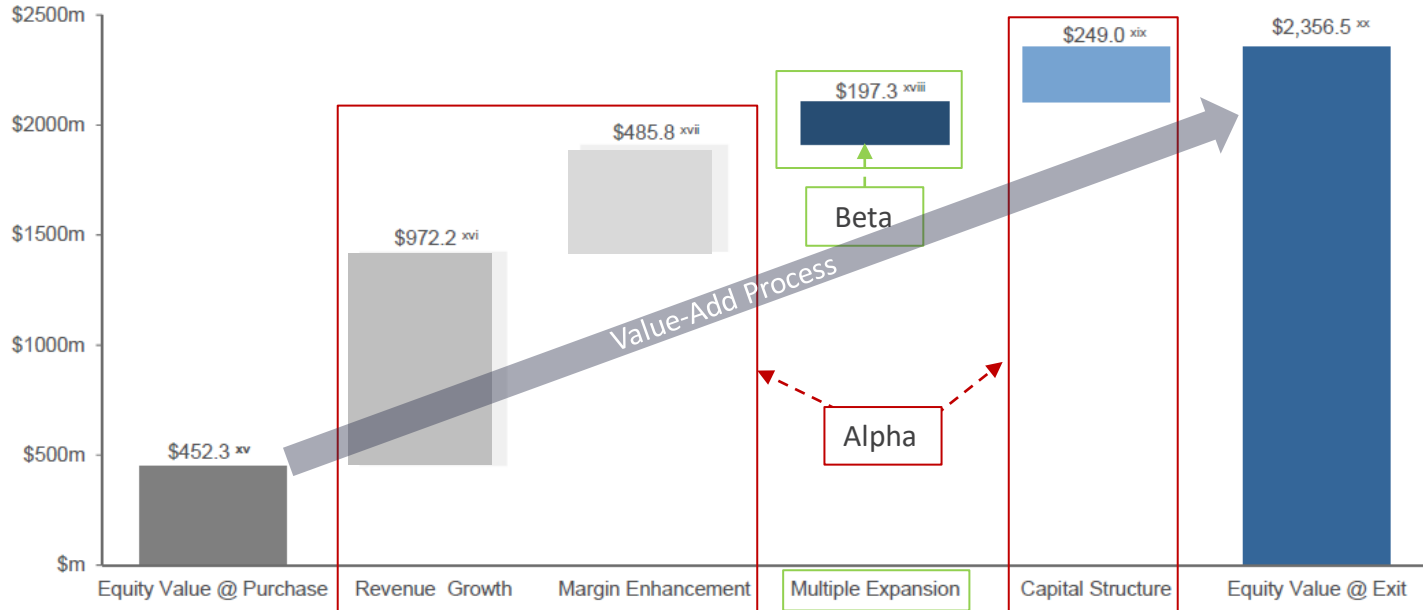 $2500m
$2000m
$1500m
$1000m
$500m
$m
$452.3 xv
$972.2 xvi
$485.8 xvii
$197.3 xviii
$249.0 xix
$2,356.5 xx
Beta
Value-Add Process
Alpha
Equity Value @ Purchase
Revenue Growth
Margin Enhancement
Multiple Expansion
Capital Structure
Equity Value @ Exit